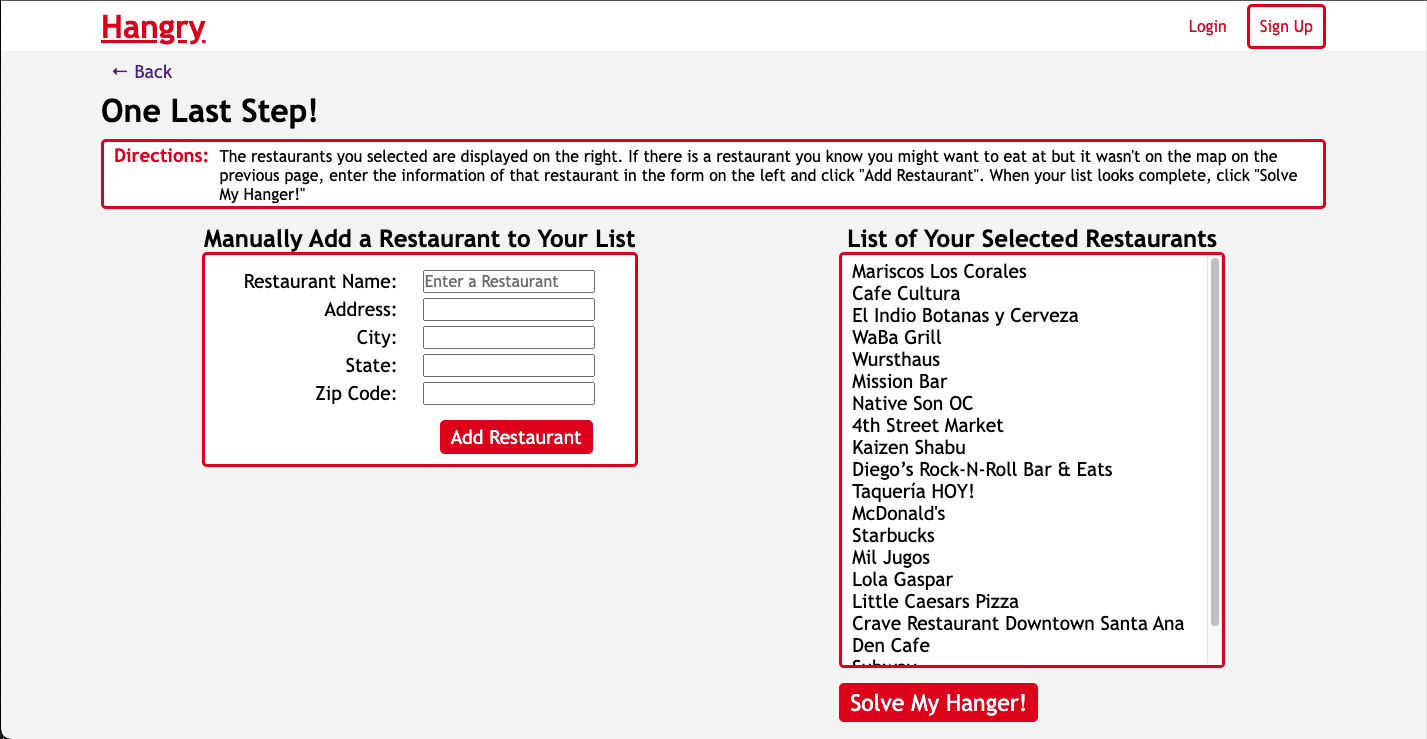 Hangry
Login
Sign Up
← Back
One Last Step!
Directions: The restaurants you selected are displayed on the right. If there is a restaurant you know you might want to eat at but it wasn't on the map on the
previous page, enter the information of that restaurant in the form on the left and click "Add Restaurant". When your list looks complete, click "Solve
My Hanger!"
Manually Add a Restaurant to Your List
Restaurant Name: Enter a Restaurant
Address:
City:
State:
Zip Code:
Add Restaurant
List of Your Selected Restaurants
Mariscos Los Corales
Cafe Cultura
El Indio Botanas y Cerveza
WaBa Grill
Wursthaus
Mission Bar
Native Son OC
4th Street Market
Kaizen Shabu
Diego’s Rock-N-Roll Bar & Eats
Taquería HOY!
McDonald's
Starbucks
Mil Jugos
Lola Gaspar
Little Caesars Pizza
Crave Restaurant Downtown Santa Ana
Den Cafe
Subway
Solve My Hanger!